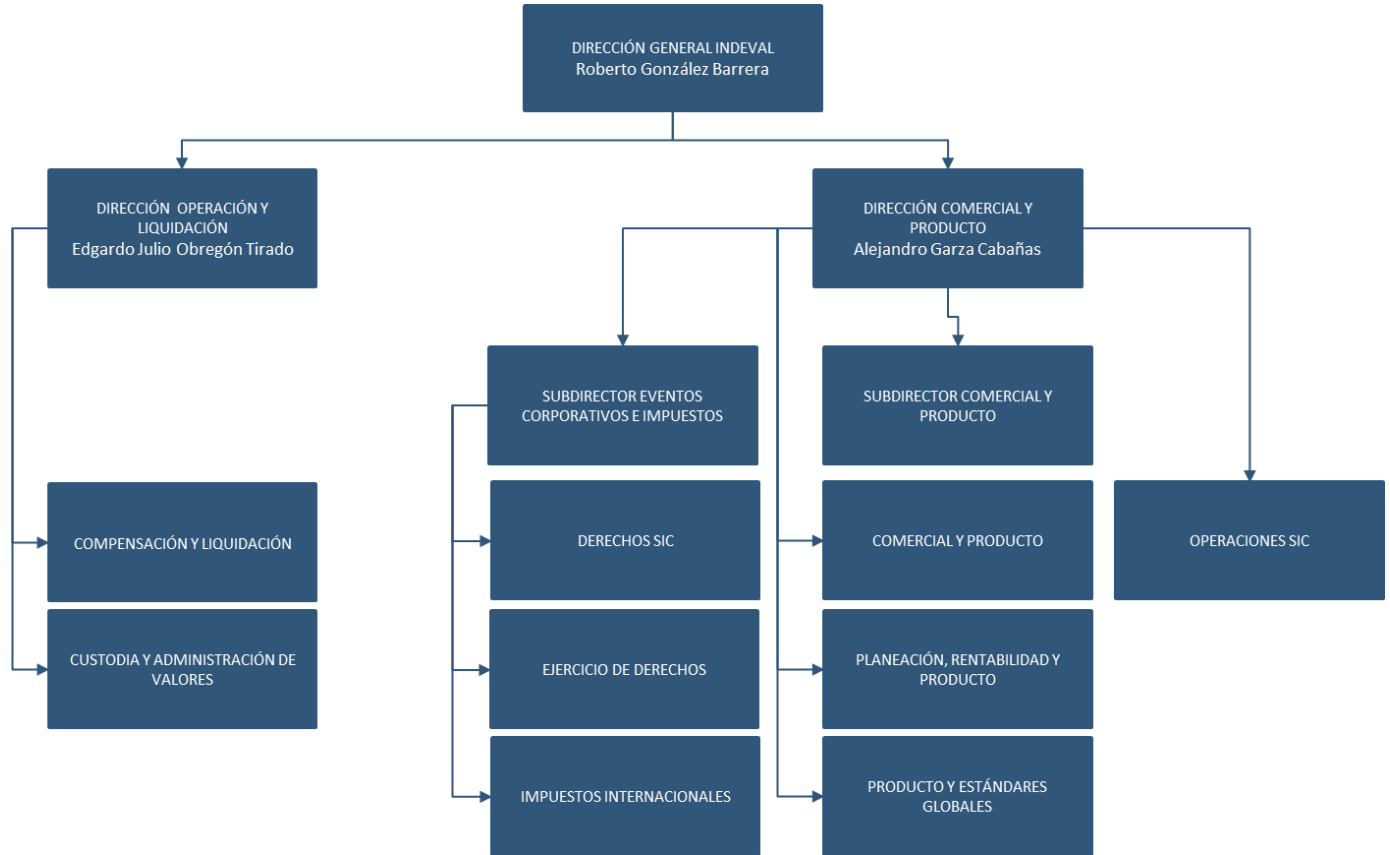 DIRECCIÓN GENERAL INDEVAL
Roberto González Barrera
DIRECCIÓN OPERACIÓN Y
LIQUIDACIÓN
Edgardo Julio Obregón Tirado
DIRECCIÓN COMERCIAL Y
PRODUCTO
Alejandro Garza Cabañas
SUBDIRECTOR EVENTOS
CORPORATIVOS E IMPUESTOS
SUBDIRECTOR COMERCIAL Y
PRODUCTO
COMPENSACIÓN Y LIQUIDACIÓN
DERECHOS SIC
COMERCIAL Y PRODUCTO
OPERACIONES SIC
CUSTODIA Y ADMINISTRACIÓN DE
VALORES
EJERCICIO DE DERECHOS
PLANEACIÓN, RENTABILIDAD Y
PRODUCTO
IMPUESTOS INTERNACIONALES
PRODUCTO Y ESTÁNDARES
GLOBALES